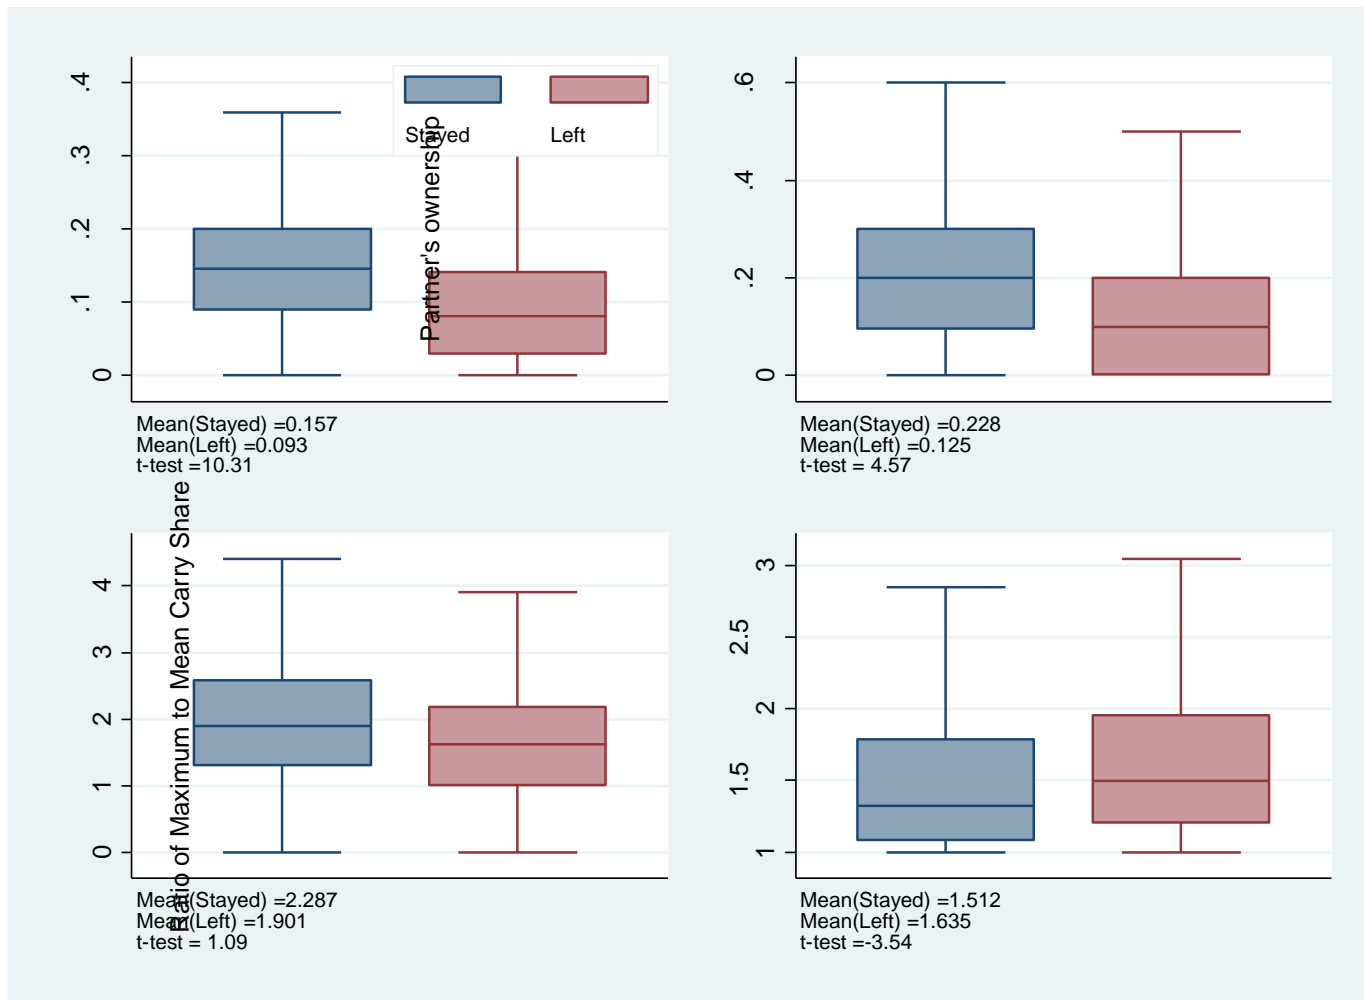 .4
.3
.2
.1
0
Stayed
Left
Partner's ownership
Mean(Stayed) =0.157
Mean(Left) =0.093
t-test =10.31
.6
.4
.2
0
Mean(Stayed) =0.228
Mean(Left) =0.125
t-test = 4.57
Ratio of Maximum to Mean Carry Share
4
3
2
1
0
Mean(Stayed) =2.287
Mean(Left) =1.901
t-test = 1.09
3
2.5
2
1.5
1
Mean(Stayed) =1.512
Mean(Left) =1.635
t-test =-3.54